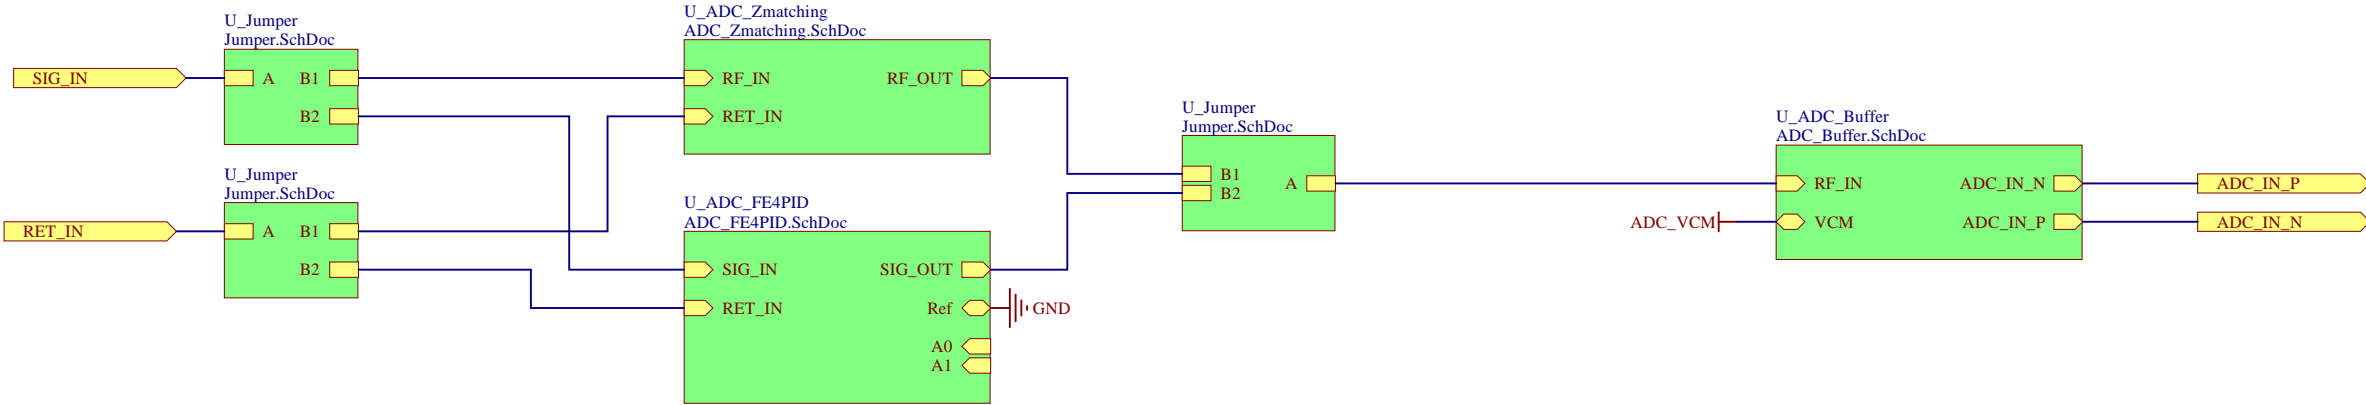 U_Jumper
Jumper.SchDoc
SIG_IN
A
B1
B2
U_Jumper
Jumper.SchDoc
RET_IN
A
B1
B2
U_ADC_Zmatching
ADC_Zmatching.SchDoc
RF_IN
RF_OUT
RET_IN
U_ADC_FE4PID
ADC_FE4PID.SchDoc
SIG_IN
SIG_OUT
RET_IN
Ref
GND
A0
A1
U_Jumper
Jumper.SchDoc
B1
B2
A
U_ADC_Buffer
ADC_Buffer.SchDoc
RF_IN
ADC_IN_N
ADC_IN_P
ADC_VCM
VCM
ADC_IN_P
ADC_IN_N